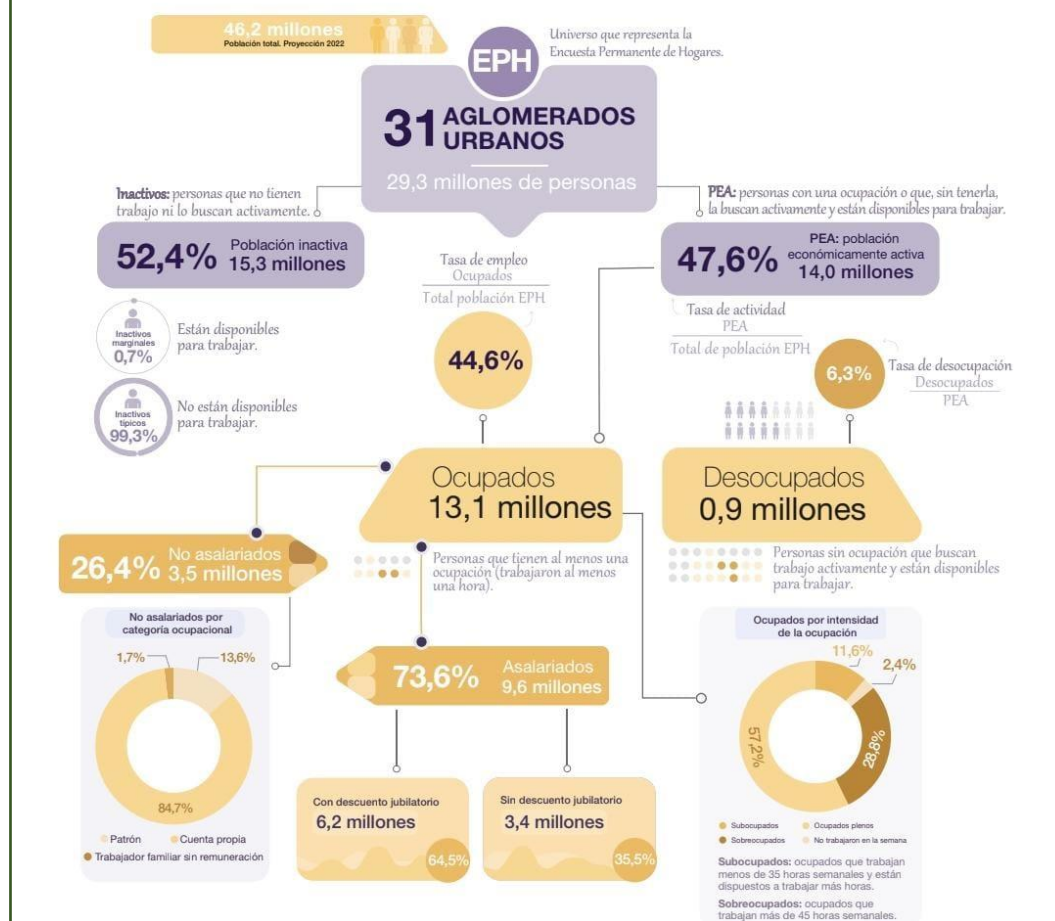 46,2 millones
Población total. Proyección 2022
EPH
Universo que representa la
Encuesta Permanente de Hogares.
31 AGLOMERADOS
URBANOS
29,3 millones de personas
Inactivos: personas que no tienen
trabajo ni lo buscan activamente.
52,4%
Población inactiva
15,3 millones
PEA: personas con una ocupación o que, sin tenerla,
la buscan activamente y están disponibles para trabajar.
47,6%
PEA: población
económicamente activa
14,0 millones
Inactivos
marginales
0,7%
Están disponibles
para trabajar.
Inactivos
típicos
99,3%
No están disponibles
para trabajar.
Tasa de empleo
Ocupados
Total población EPH
44,6%
Tasa de actividad
PEA
Total de población EPH
6,3%
Tasa de desocupación
Desocupados
PEA
Ocupados
13,1 millones
Desocupados
0,9 millones
26,4%
No asalariados
3,5 millones
Personas que tienen al menos una
ocupación (trabajaron al menos
una hora).
Personas sin ocupación que buscan
trabajo activamente y están disponibles
para trabajar.
No asalariados por
categoría ocupacional
1,7%
13,6%
84,7%
Patrón
Cuenta propia
Trabajador familiar sin remuneración
73,6%
Asalariados
9,6 millones
Con descuento jubilatorio
6,2 millones
64,5%
Sin descuento jubilatorio
3,4 millones
35,5%
Ocupados por intensidad
de la ocupación
11,6%
2,4%
57,2%
28,8%
Subocupados
Ocupados plenos
Sobreocupados
No trabajaron en la semana
Subocupados: ocupados que trabajan
menos de 35 horas semanales y están
dispuestos a trabajar más horas.
Sobreocupados: ocupados que
trabajan más de 45 horas semanales.